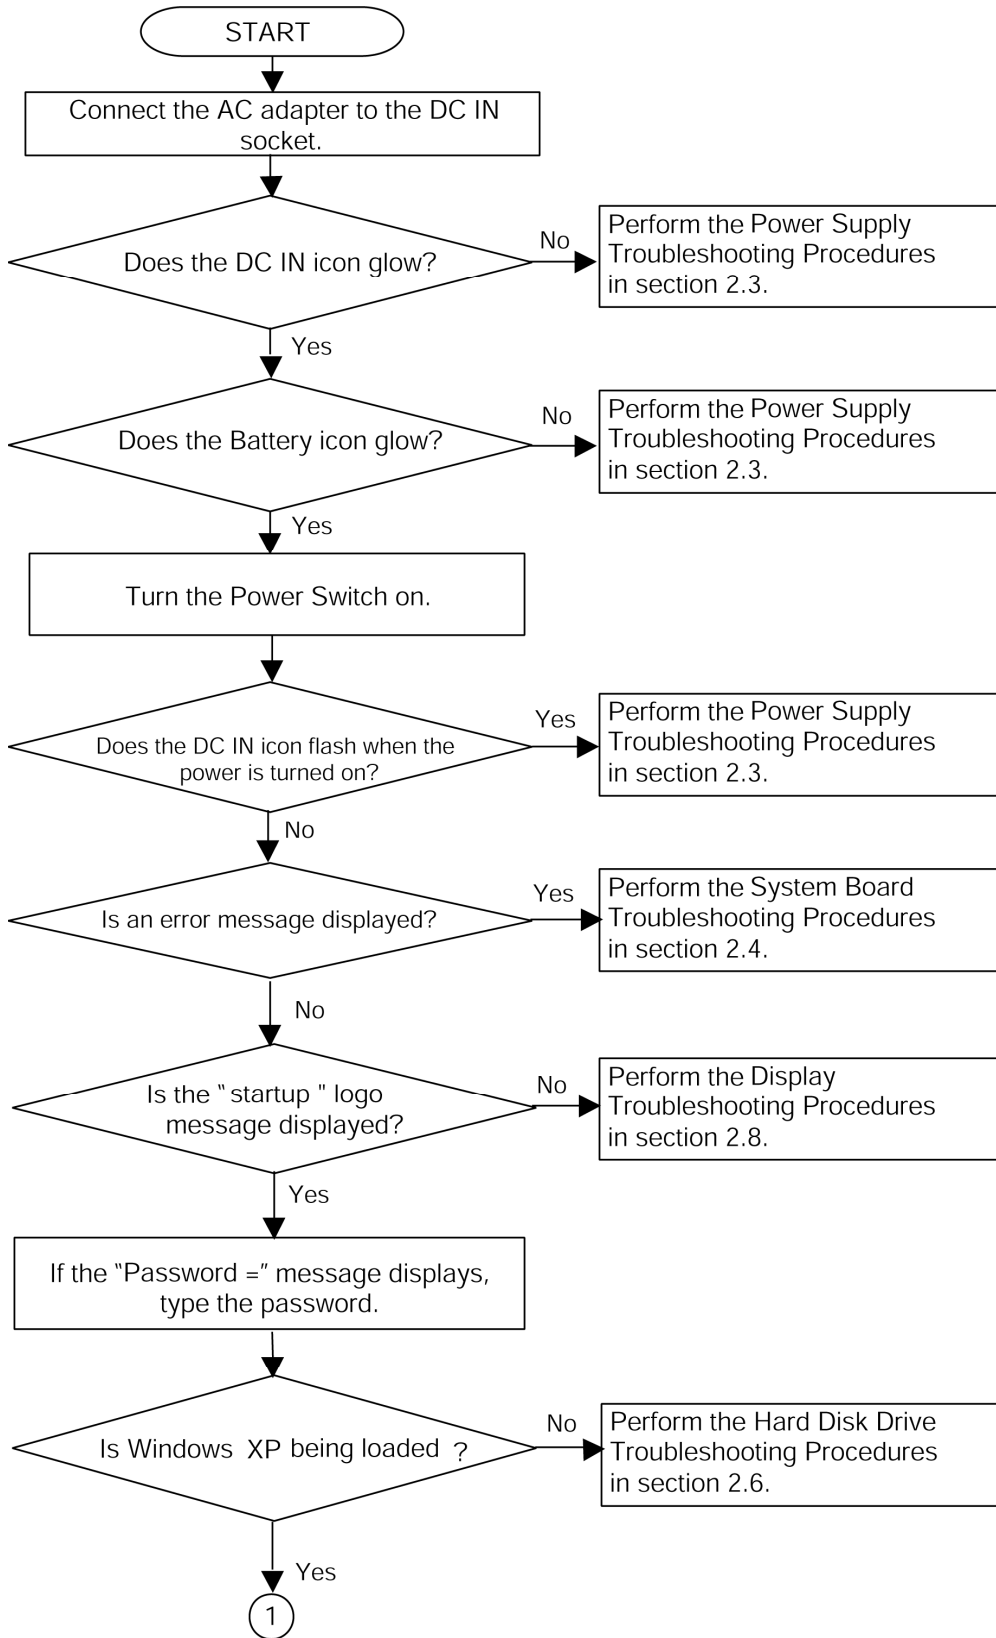 START
Connect the AC adapter to the DC IN
socket.
Does the DC IN icon glow?
No
Perform the Power Supply
Troubleshooting Procedures
in section 2.3.
Yes
Does the Battery icon glow?
No
Perform the Power Supply
Troubleshooting Procedures
in section 2.3.
Yes
Turn the Power Switch on.
Does the DC IN icon flash when the
power is turned on?
Yes
Perform the Power Supply
Troubleshooting Procedures
in section 2.3.
No
Is an error message displayed?
Yes
Perform the System Board
Troubleshooting Procedures
in section 2.4.
No
Is the “ startup " logo
message displayed?
No
Perform the Display
Troubleshooting Procedures
in section 2.8.
Yes
If the “Password =” message displays,
type the password.
Is Windows XP being loaded ?
No
Perform the Hard Disk Drive
Troubleshooting Procedures
in section 2.6.
Yes
1